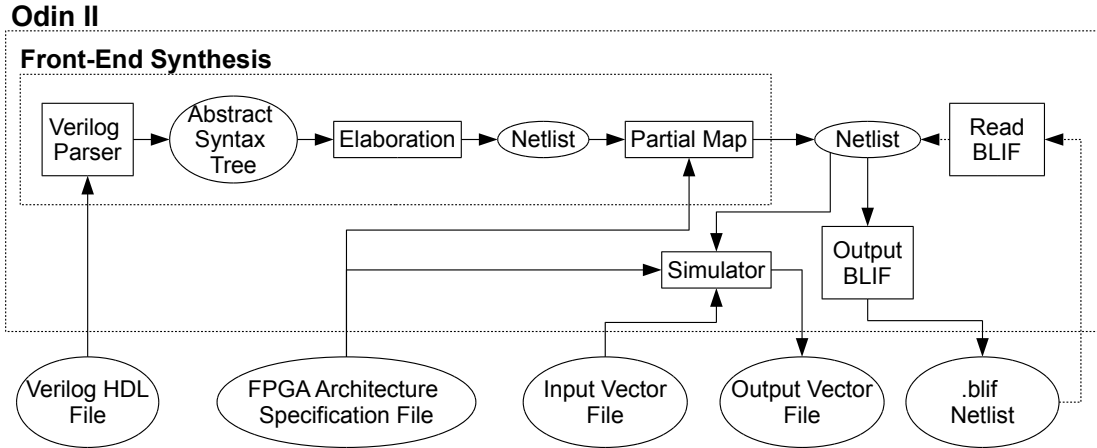 Odin II
Front-End Synthesis
Verilog
Parser
Abstract
Syntax
Tree
Elaboration
Netlist
Partial Map
Netlist
Read
BLIF
Simulator
Output
BLIF
Verilog HDL
File
FPGA Architecture
Specification File
Input Vector
File
Output Vector
File
.blif
Netlist